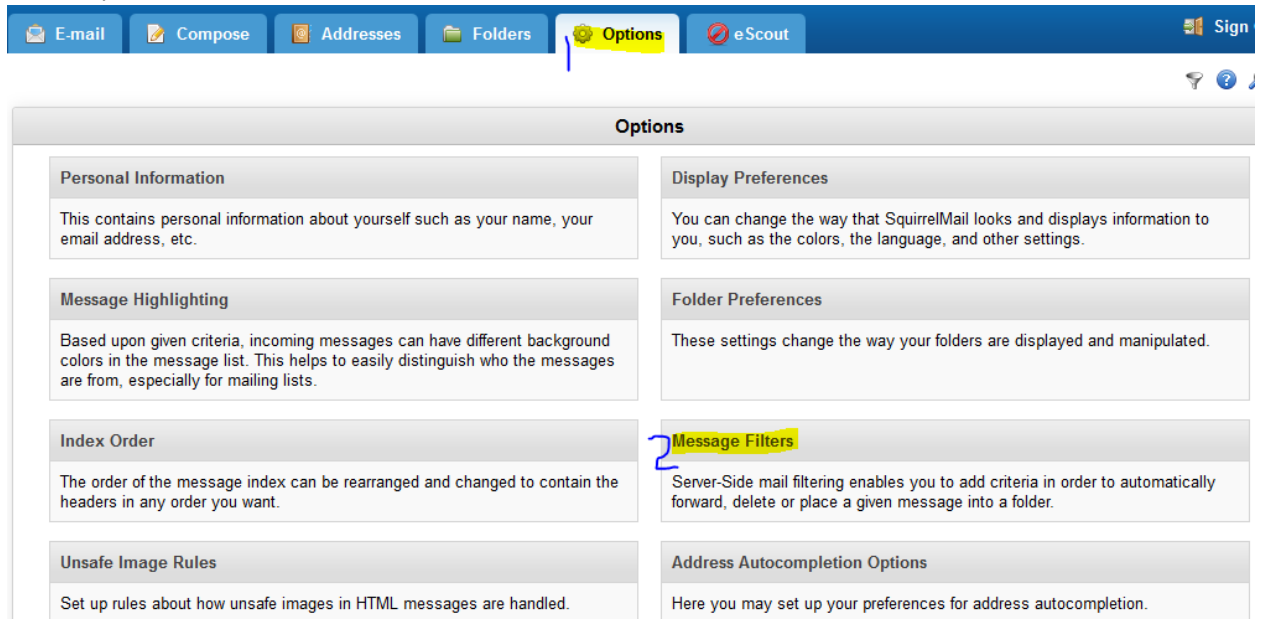 E-mail Compose Addresses Folders Options eScout Sign
1
Options
Personal Information
This contains personal information about yourself such as your name, your
email address, etc.
Display Preferences
You can change the way that SquirrelMail looks and displays information to
you, such as the colors, the language, and other settings.
Message Highlighting
Based upon given criteria, incoming messages can have different background
colors in the message list. This helps to easily distinguish who the messages
are from, especially for mailing lists.
Folder Preferences
These settings change the way your folders are displayed and manipulated.
Index Order
The order of the message index can be rearranged and changed to contain the
headers in any order you want.
2 Message Filters
Server-Side mail filtering enables you to add criteria in order to automatically
forward, delete or place a given message into a folder.
Unsafe Image Rules
Set up rules about how unsafe images in HTML messages are handled.
Address Autocompletion Options
Here you may set up your preferences for address autocompletion.